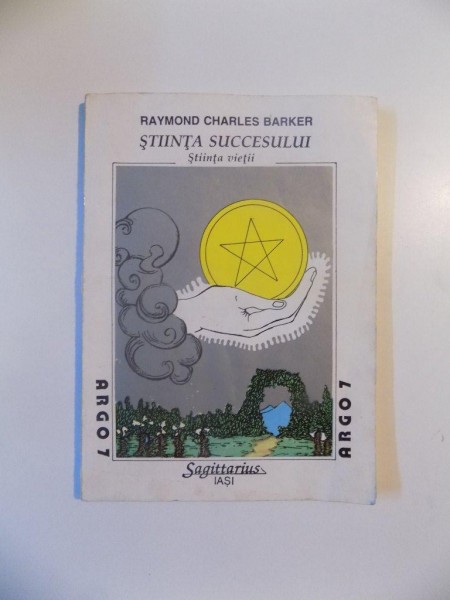 RAYMOND CHARLES BARKER
ŞTIINŢA SUCCESULUI
Ştiinţa vieţii
ARGO 7
ARGO 7
Sagittarius
IAŞI